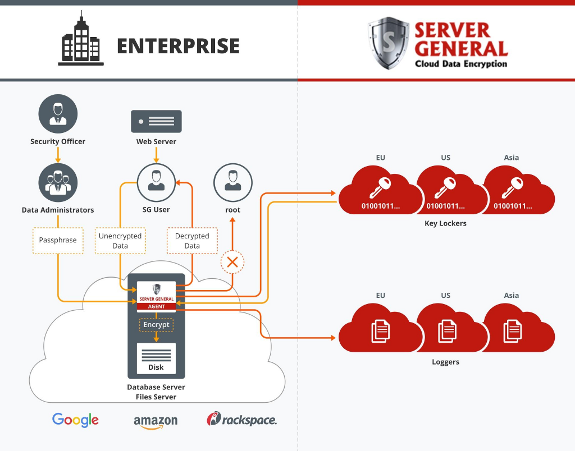 ENTERPRISE
S
SERVER
GENERAL
Cloud Data Encryption
Security Officer
Web Server
Data Administrators
SG User
root
Passphrase
Unencrypted
Data
Decrypted
Data
SERVER GENERAL
AGENT
Encrypt
Disk
Database Server
Files Server
Google
amazon
rackspace.
EU
US
Asia
01001011...
01001011...
01001011...
Key Lockers
EU
US
Asia
Loggers